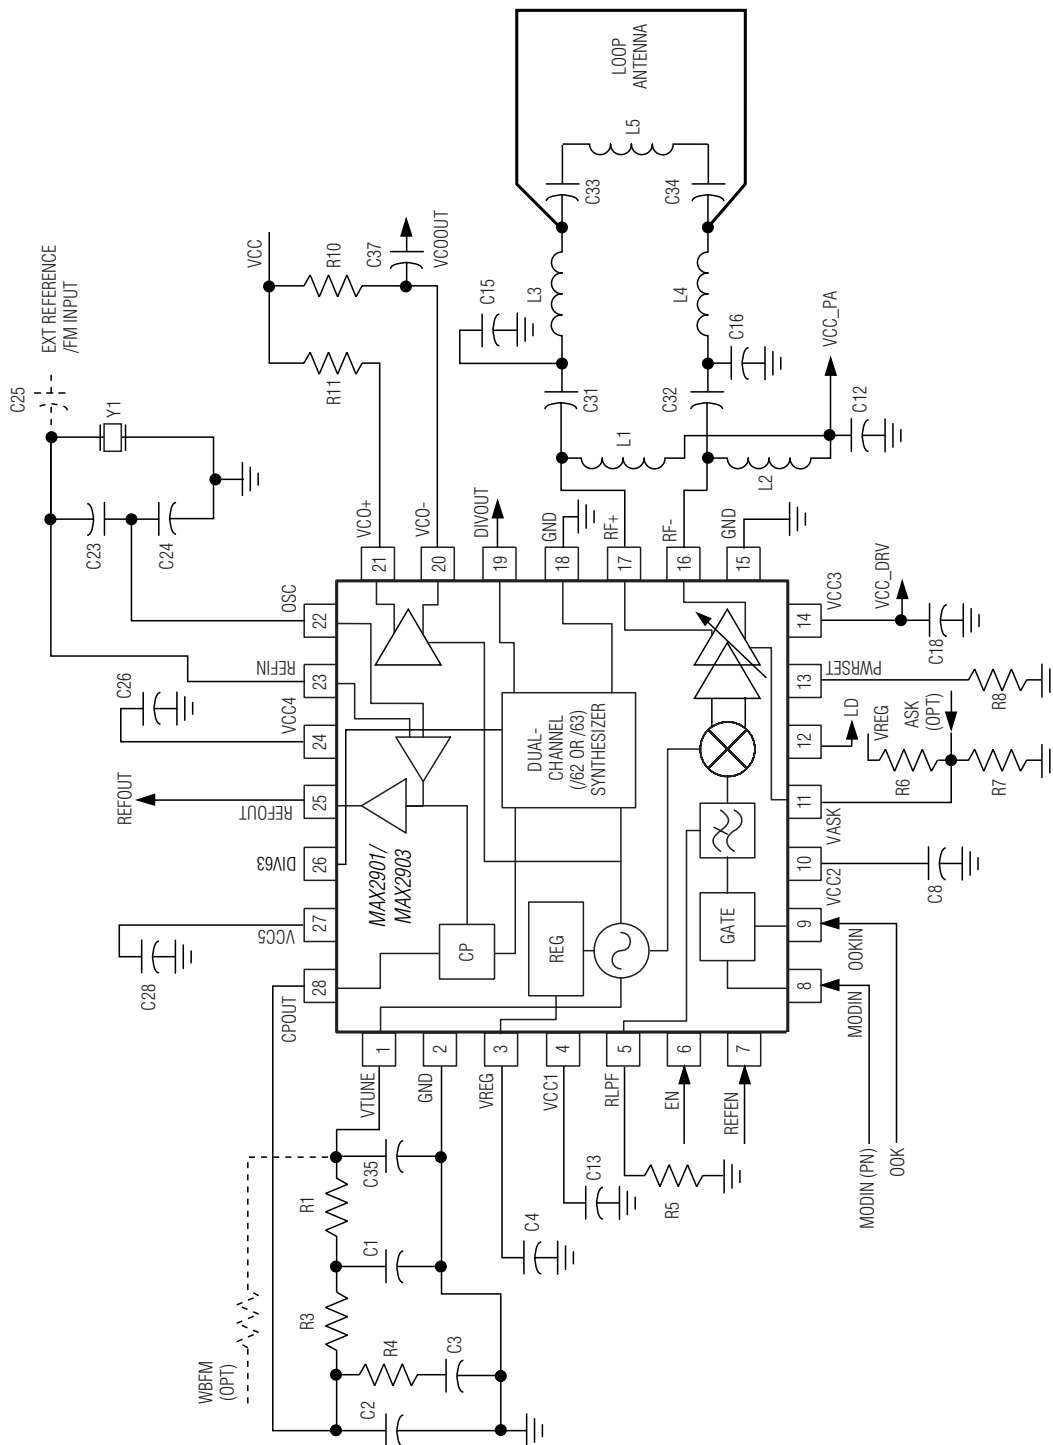 EXT REFERENCE
/FM INPUT
C25
Y1
C23
C24
VCC
R10
R11
C37
VCOOUT
LOOP
ANTENNA
C33
L5
C34
C15
L3
L4
C16
C31
C32
L1
L2
VCC_PA
C12
C26
REFOUT
C28
OSC
22
REFIN
23
VCC4
24
REFOUT
25
DIV63
26
VCC5
27
CPOUT
28
VCO+
21
VCO-
20
DIVOUT
19
GND
18
RF+
17
RF-
16
GND
15
MAX2901/
MAX2903
CP
REG
DUAL-
CHANNEL
(/62 OR /63)
SYNTHESIZER
GATE
1
VTUNE
2
GND
3
VREG
4
VCC1
5
RLPF
6
EN
7
REFEN
8
MODIN
9
OOKIN
10
VCC2
11
VASK
12
LD
13
PWRSET
14
VCC3
VCC_DRV
C18
R8
VREG
ASK
(OPT)
R6
R7
C8
MODIN (PN)
OOK
WBFM
(OPT)
R1
R3
R4
C35
C1
C3
C2
C4
C13
R5